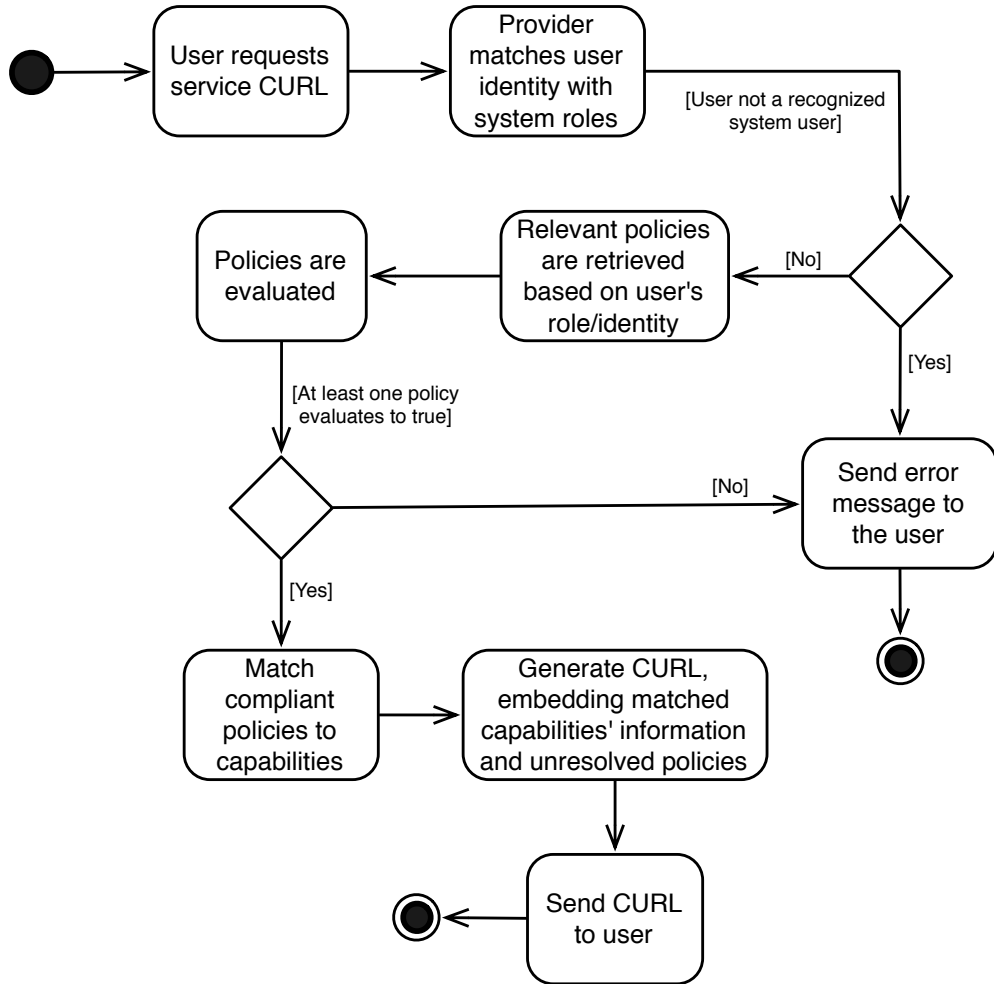 User requests
service CURL
Provider
matches user
identity with
system roles
[User not a recognized
system user]
Policies are
evaluated
Relevant policies
are retrieved
based on user's
role/identity
[No]
[Yes]
[At least one policy
evaluates to true]
[No]
Send error
message to
the user
[Yes]
Match
compliant
policies to
capabilities
Generate CURL,
embedding matched
capabilities' information
and unresolved policies
Send CURL
to user